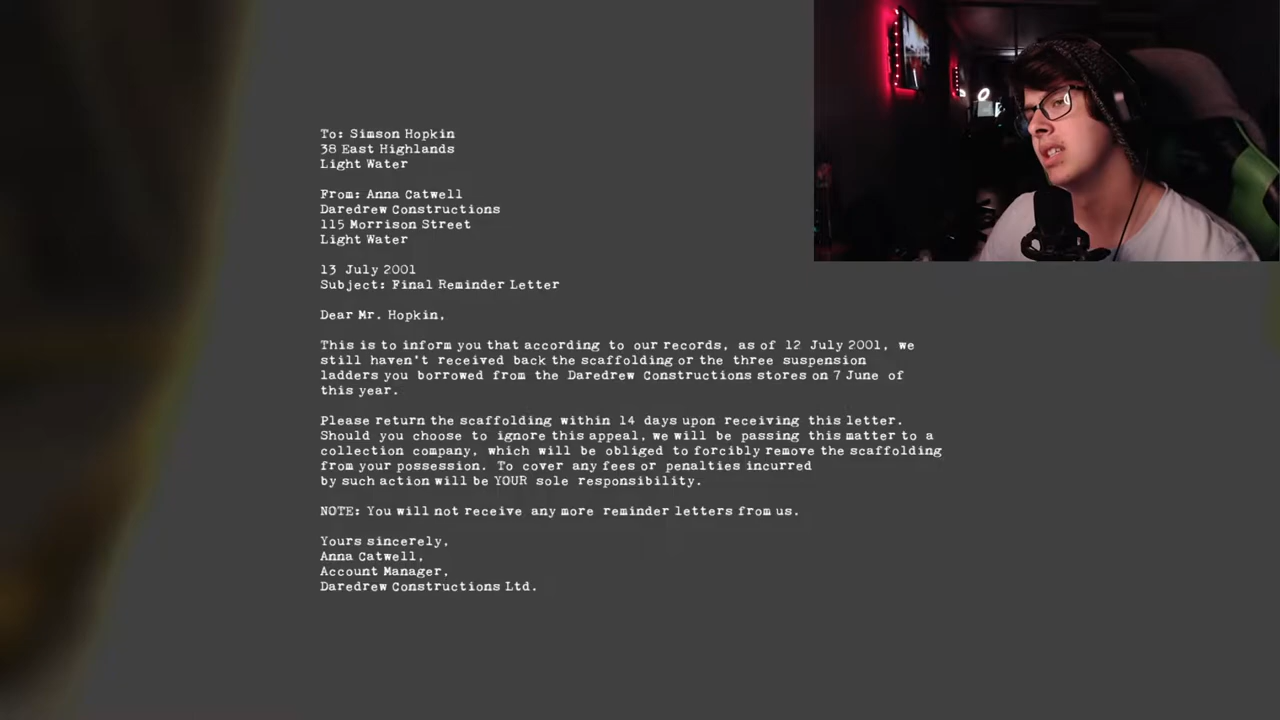 To: Simson Hopkin
38 East Highlands
Light Water
From: Anna Catwell
Daredrew Constructions
115 Morrison Street
Light Water
13 July 2001
Subject: Final Reminder Letter
Dear Mr. Hopkin,
This is to inform you that according to our records, as of 12 July 2001, we
still haven't received back the scaffolding or the three suspension
ladders you borrowed from the Daredrew Constructions stores on 7 June of
this year.
Please return the scaffolding within 14 days upon receiving this letter.
Should you choose to ignore this appeal, we will be passing this matter to a
collection company, which will be obliged to forcibly remove the scaffolding
from your possession. To cover any fees or penalties incurred
by such action will be YOUR sole responsibility.
NOTE: You will not receive any more reminder letters from us.
Yours sincerely,
Anna Catwell,
Account Manager,
Daredrew Constructions Ltd.